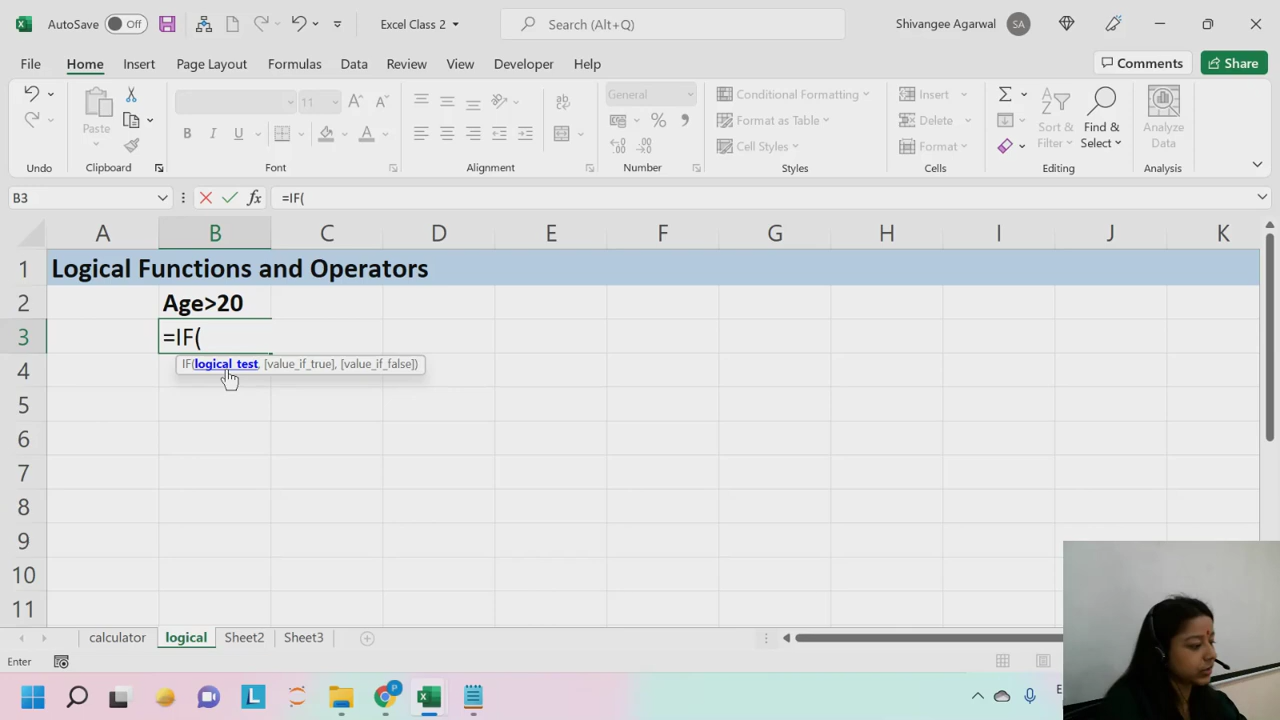 AutoSave Off Excel Class 2 Search (Alt+Q) Shivangee Agarwal SA
File Home Insert Page Layout Formulas Data Review View Developer Help Comments Share
Paste 11 General Conditional Formatting Insert
B I U A Format as Table Delete Sort & Find & Analyze
Cell Styles Format Filter Select Data
Undo Clipboard Font Alignment Number Styles Cells Editing Analysis
B3 fx =IF(
A B C D E F G H I J K
1 Logical Functions and Operators
2 Age>20
3 =IF(
IF(logical_test, [value_if_true], [value_if_false])
4
5
6
7
8
9
10
11
calculator logical Sheet2 Sheet3
Enter
L P